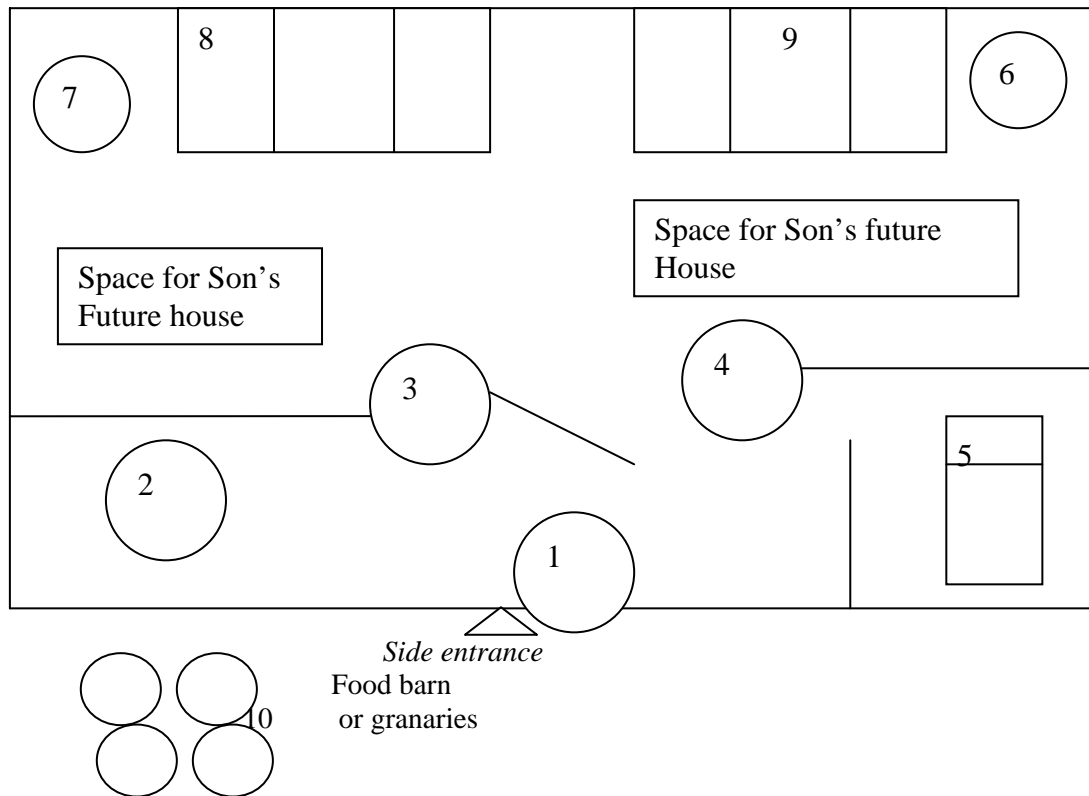 8
9
7
6
Space for Son's future
House
Space for Son's
Future house
4
3
5
2
1
Side entrance
Food barn
10 or granaries